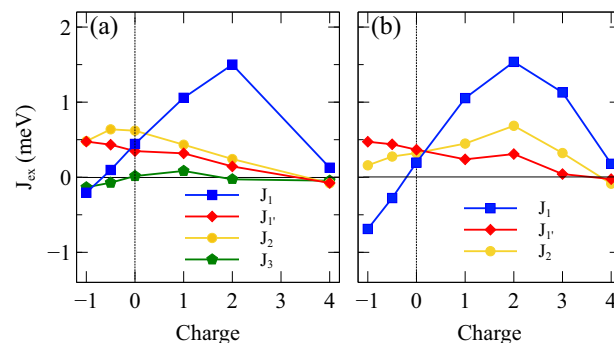 (a)
(b)
2
1
0
−1
J_ex (meV)
J_1
J_1'
J_2
J_3
J_1
J_1'
J_2
−1 0 1 2 3 4
−1 0 1 2 3 4
Charge
Charge